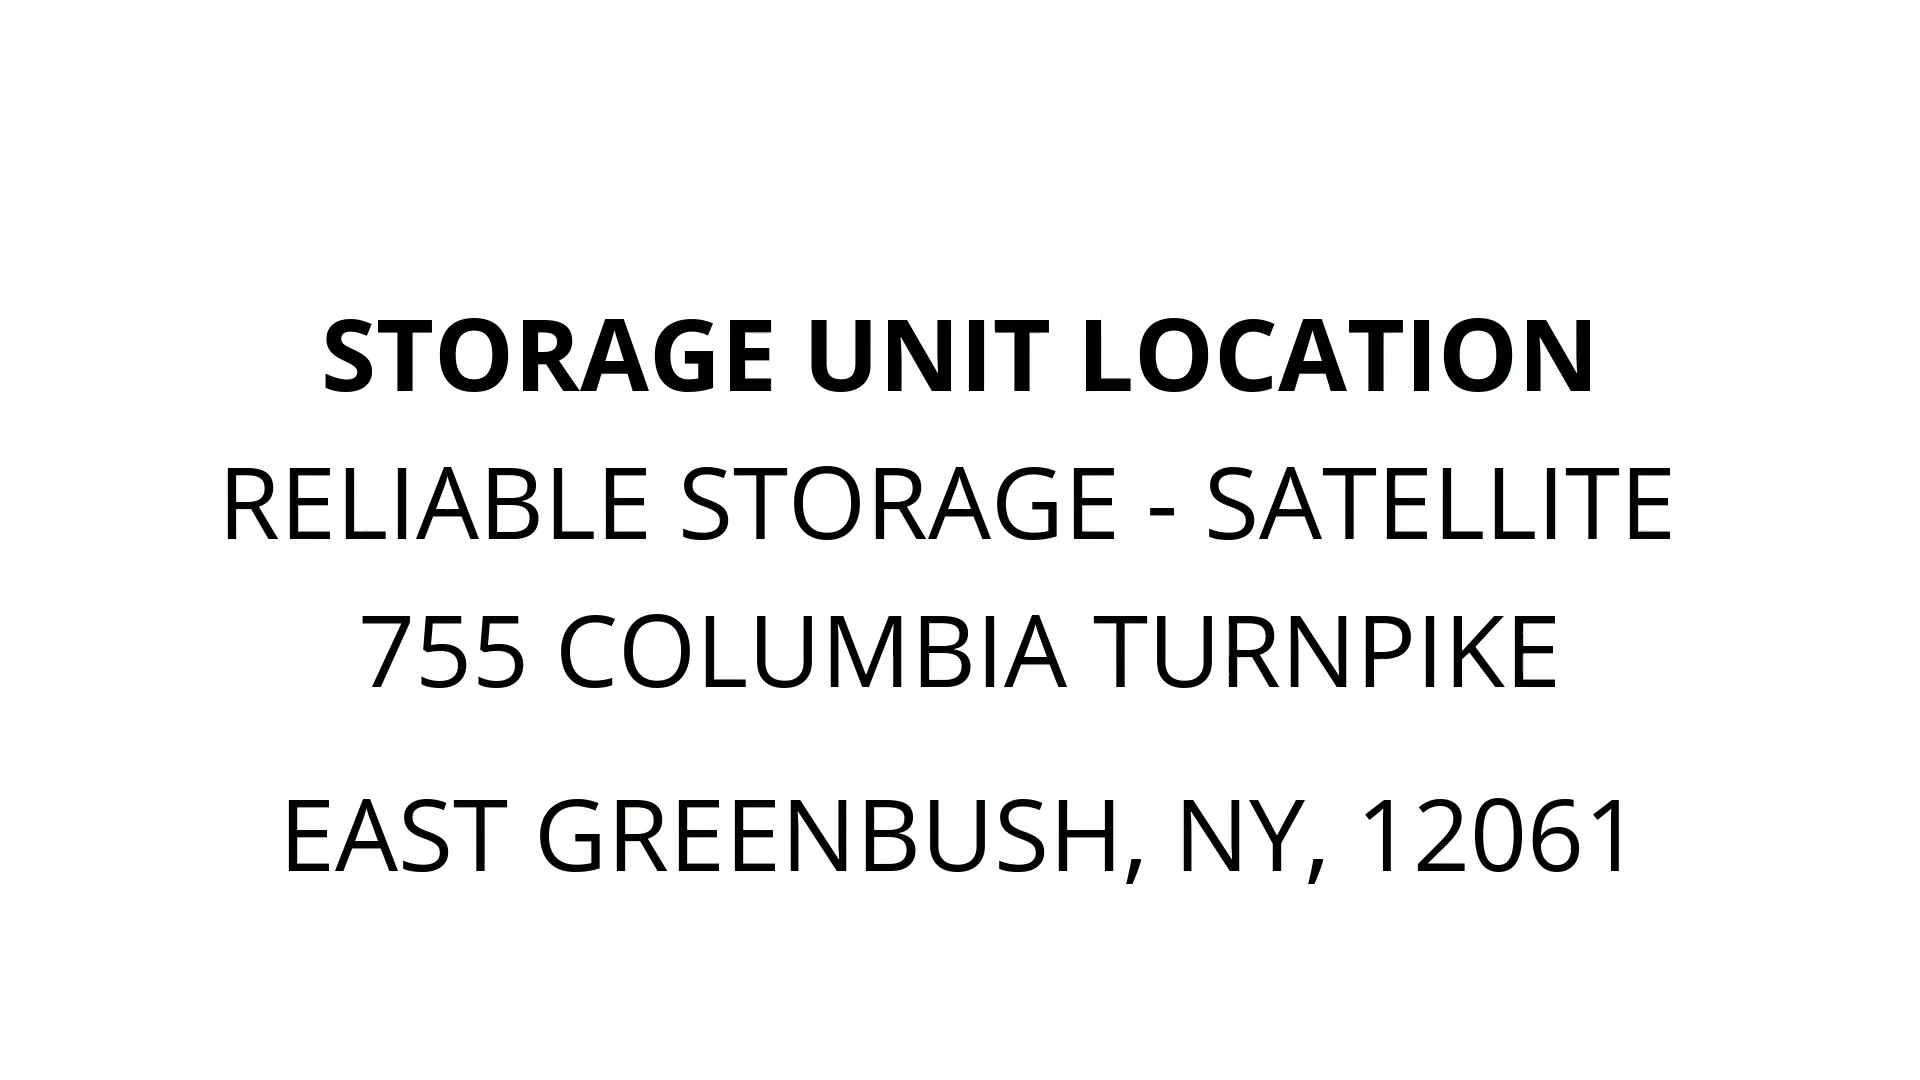 STORAGE UNIT LOCATION
RELIABLE STORAGE - SATELLITE
755 COLUMBIA TURNPIKE
EAST GREENBUSH, NY, 12061